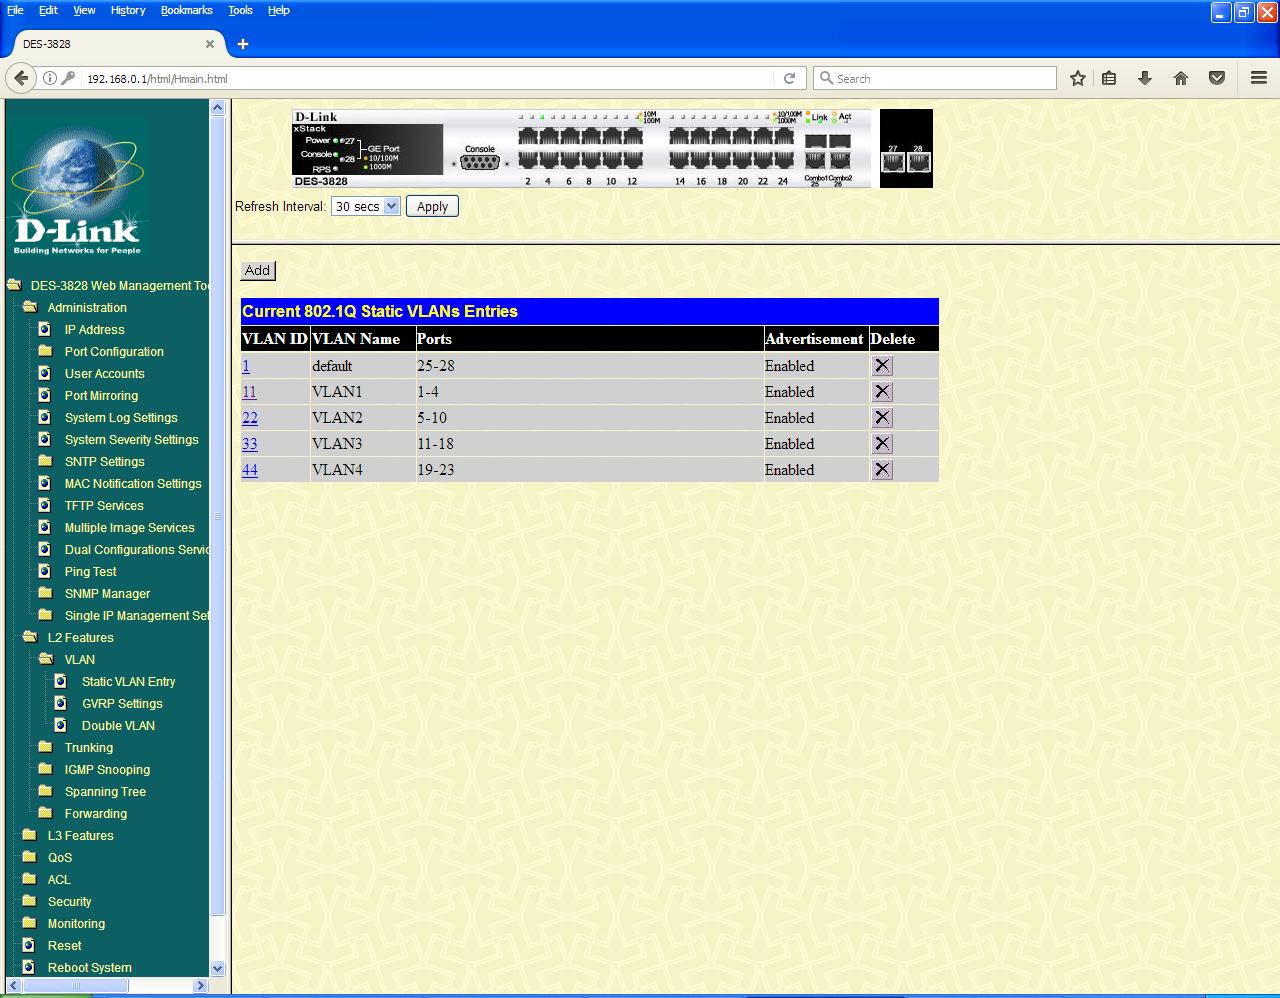 File Edit View History Bookmarks Tools Help
DES-3828
192.168.0.1/html/Hmain.html
Search
D-Link
Building Networks for People
DES-3828 Web Management To
Administration
IP Address
Port Configuration
User Accounts
Port Mirroring
System Log Settings
System Severity Settings
SNTP Settings
MAC Notification Settings
TFTP Services
Multiple Image Services
Dual Configurations Servic
Ping Test
SNMP Manager
Single IP Management Set
L2 Features
VLAN
Static VLAN Entry
GVRP Settings
Double VLAN
Trunking
IGMP Snooping
Spanning Tree
Forwarding
L3 Features
QoS
ACL
Security
Monitoring
Reset
Reboot System
D-Link
xStack
Power 27
Console 28
RPS
GE Port
10/100M
1000M
DES-3828
Console
10M
100M
2 4 6 8 10 12
10/100M
1000M
Link Act
14 16 18 20 22 24
Combo1 Combo2
25 26
27 28
Refresh Interval: 30 secs Apply
Add
Current 802.1Q Static VLANs Entries
VLAN ID VLAN Name Ports Advertisement Delete
1 default 25-28 Enabled
11 VLAN1 1-4 Enabled
22 VLAN2 5-10 Enabled
33 VLAN3 11-18 Enabled
44 VLAN4 19-23 Enabled